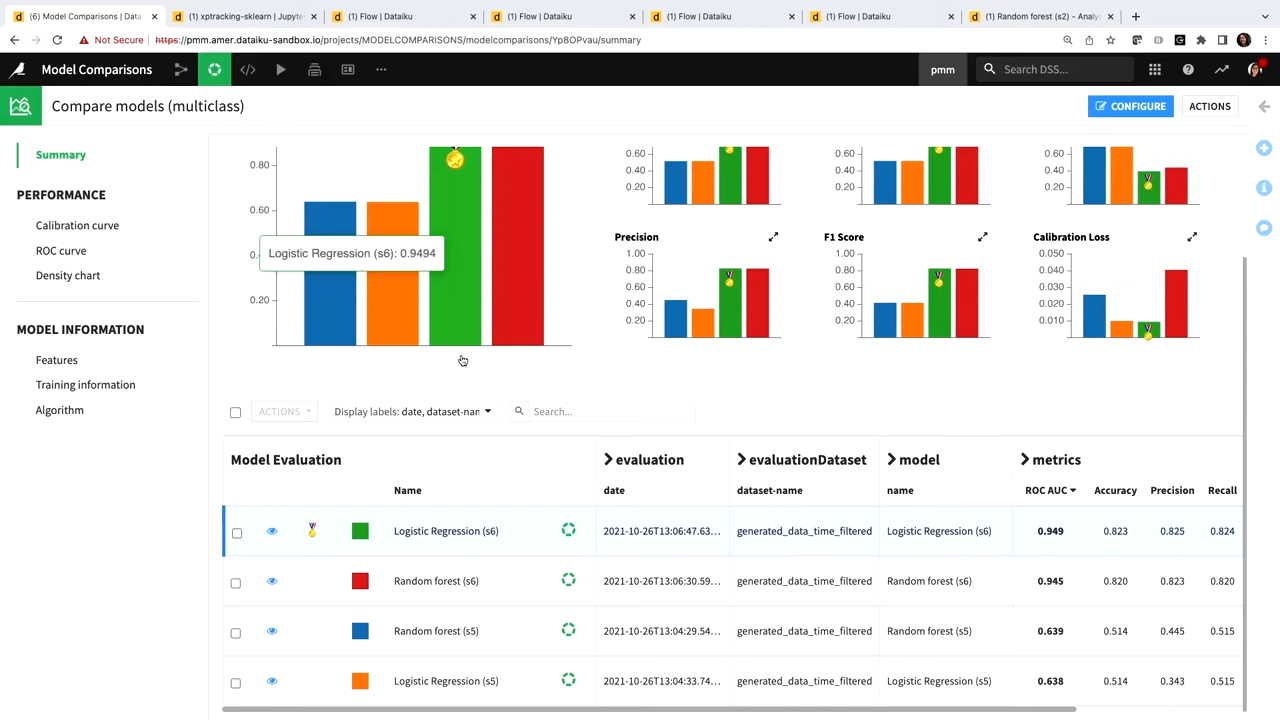 (6) Model Comparisons | Data
(1) xptracking-sklearn | Jupyte
(1) Flow | Dataiku
(1) Flow | Dataiku
(1) Flow | Dataiku
(1) Flow | Dataiku
(1) Random forest (s2) - Analy
Not Secure
https://pmm.amer.dataiku-sandbox.io/projects/MODELCOMPARISONS/modelcomparisons/Yp8OPvau/summary
Model Comparisons
pmm
Search DSS...
Compare models (multiclass)
CONFIGURE
ACTIONS
Summary
PERFORMANCE
Calibration curve
ROC curve
Density chart
MODEL INFORMATION
Features
Training information
Algorithm
0.80
0.60
0.4
0.20
Logistic Regression (s6): 0.9494
0.60
0.40
0.20
0.60
0.40
0.20
0.60
0.40
0.20
Precision
1.00
0.80
0.60
0.40
0.20
F1 Score
1.00
0.80
0.60
0.40
0.20
Calibration Loss
0.050
0.040
0.030
0.020
0.010
ACTIONS
Display labels: date, dataset-nan
Search...
Model Evaluation
evaluation
evaluationDataset
model
metrics
Name date dataset-name name ROC AUC Accuracy Precision Recall
Logistic Regression (s6) 2021-10-26T13:06:47.63... generated_data_time_filtered Logistic Regression (s6) 0.949 0.823 0.825 0.824
Random forest (s6) 2021-10-26T13:06:30.59... generated_data_time_filtered Random forest (s6) 0.945 0.820 0.823 0.820
Random forest (s5) 2021-10-26T13:04:29.54... generated_data_time_filtered Random forest (s5) 0.639 0.514 0.445 0.515
Logistic Regression (s5) 2021-10-26T13:04:33.74... generated_data_time_filtered Logistic Regression (s5) 0.638 0.514 0.343 0.515